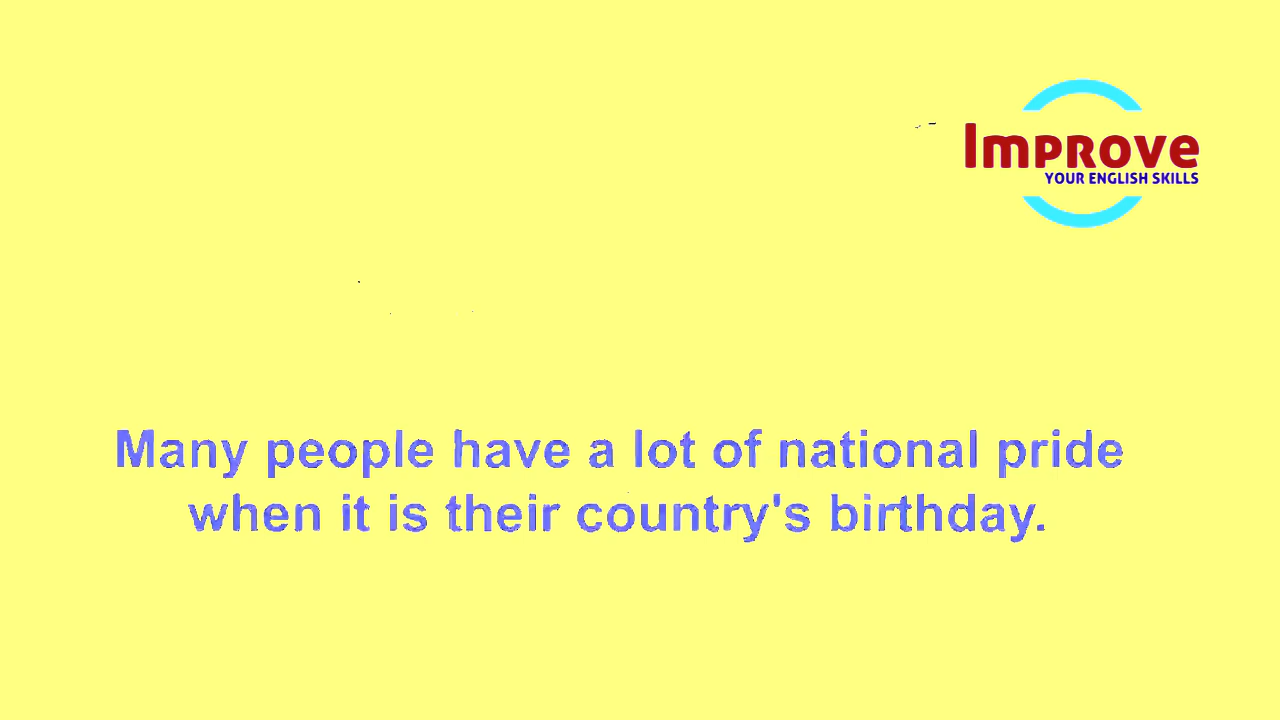 Improve
YOUR ENGLISH SKILLS
Many people have a lot of national pride
when it is their country's birthday.